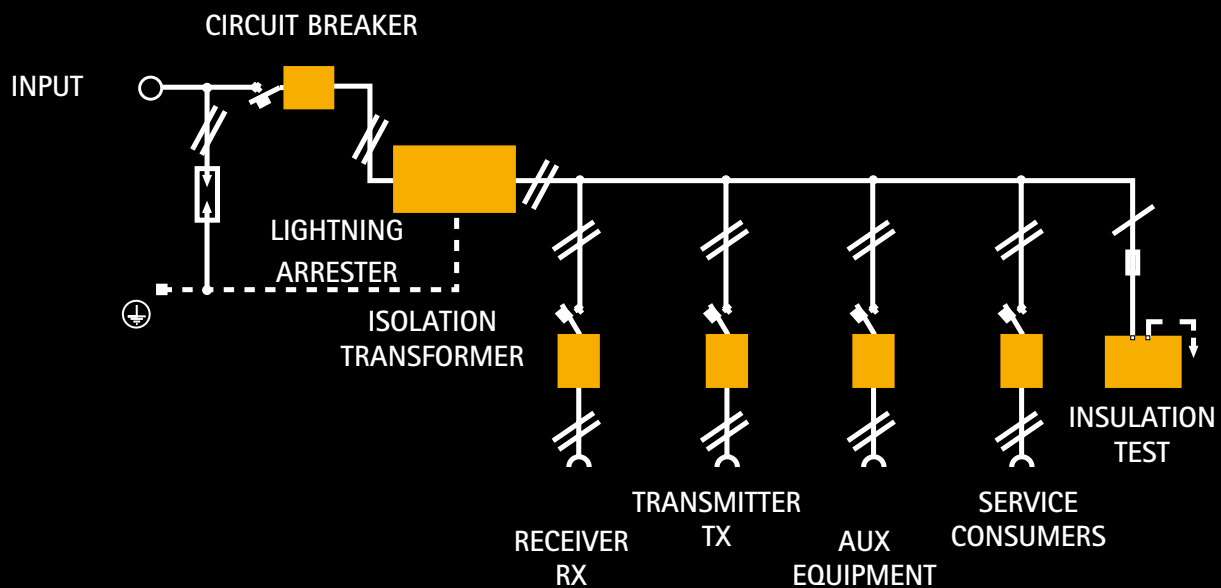 CIRCUIT BREAKER
INPUT
LIGHTNING
ARRESTER
ISOLATION
TRANSFORMER
INSULATION
TEST
TRANSMITTER
TX
SERVICE
CONSUMERS
RECEIVER
RX
AUX
EQUIPMENT